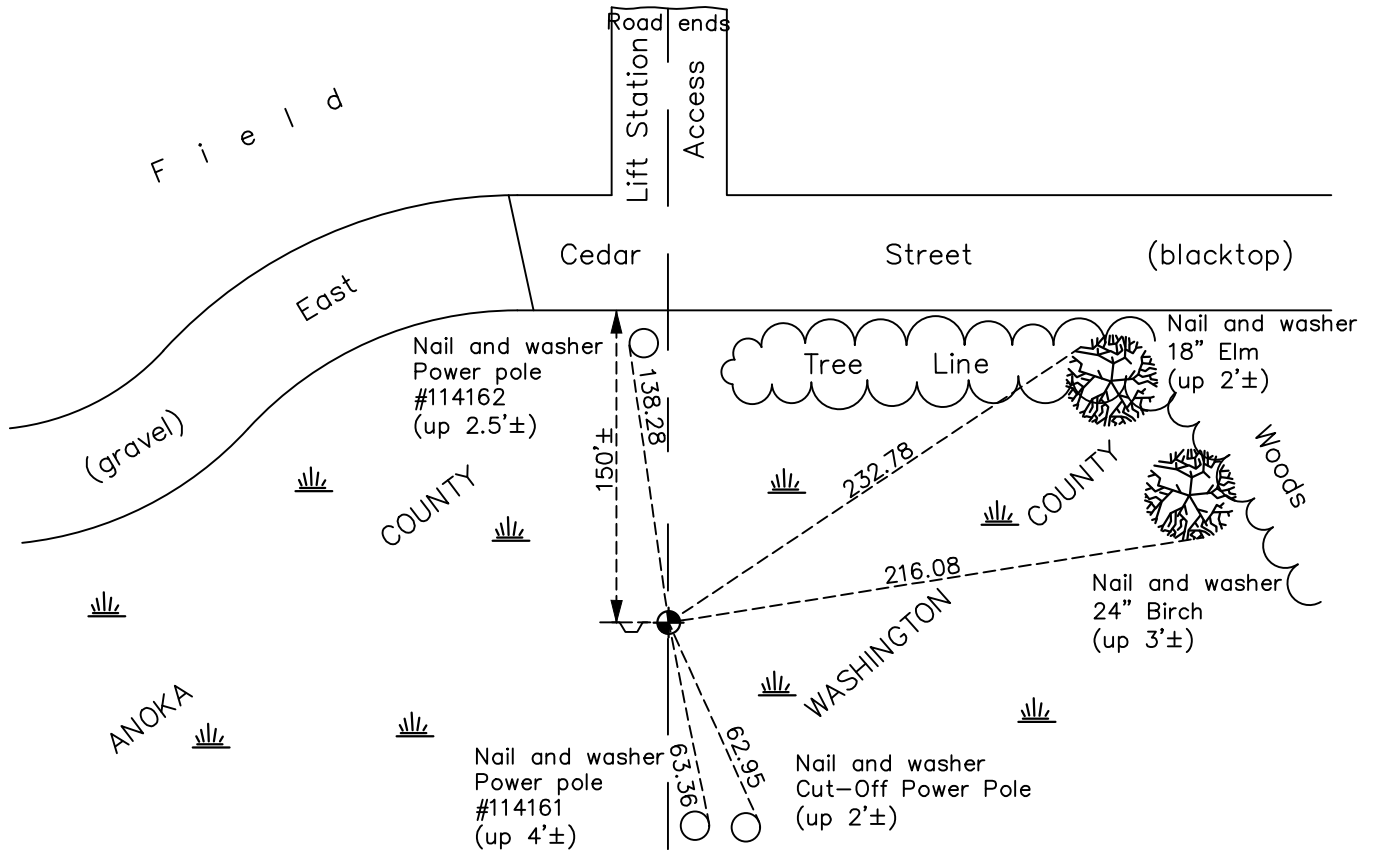 Road ends
Lift Station
Access
Field
Cedar Street (blacktop)
East
(gravel)
Nail and washer
Power pole
#114162
(up 2.5'±)
138.28
150'±
Tree Line
Nail and washer
18" Elm
(up 2'±)
Woods
COUNTY
232.78
COUNTY
216.08
Nail and washer
24" Birch
(up 3'±)
WASHINGTON
ANOKA
Nail and washer
Power pole
#114161
(up 4'±)
63.36
62.95
Nail and washer
Cut-Off Power Pole
(up 2'±)